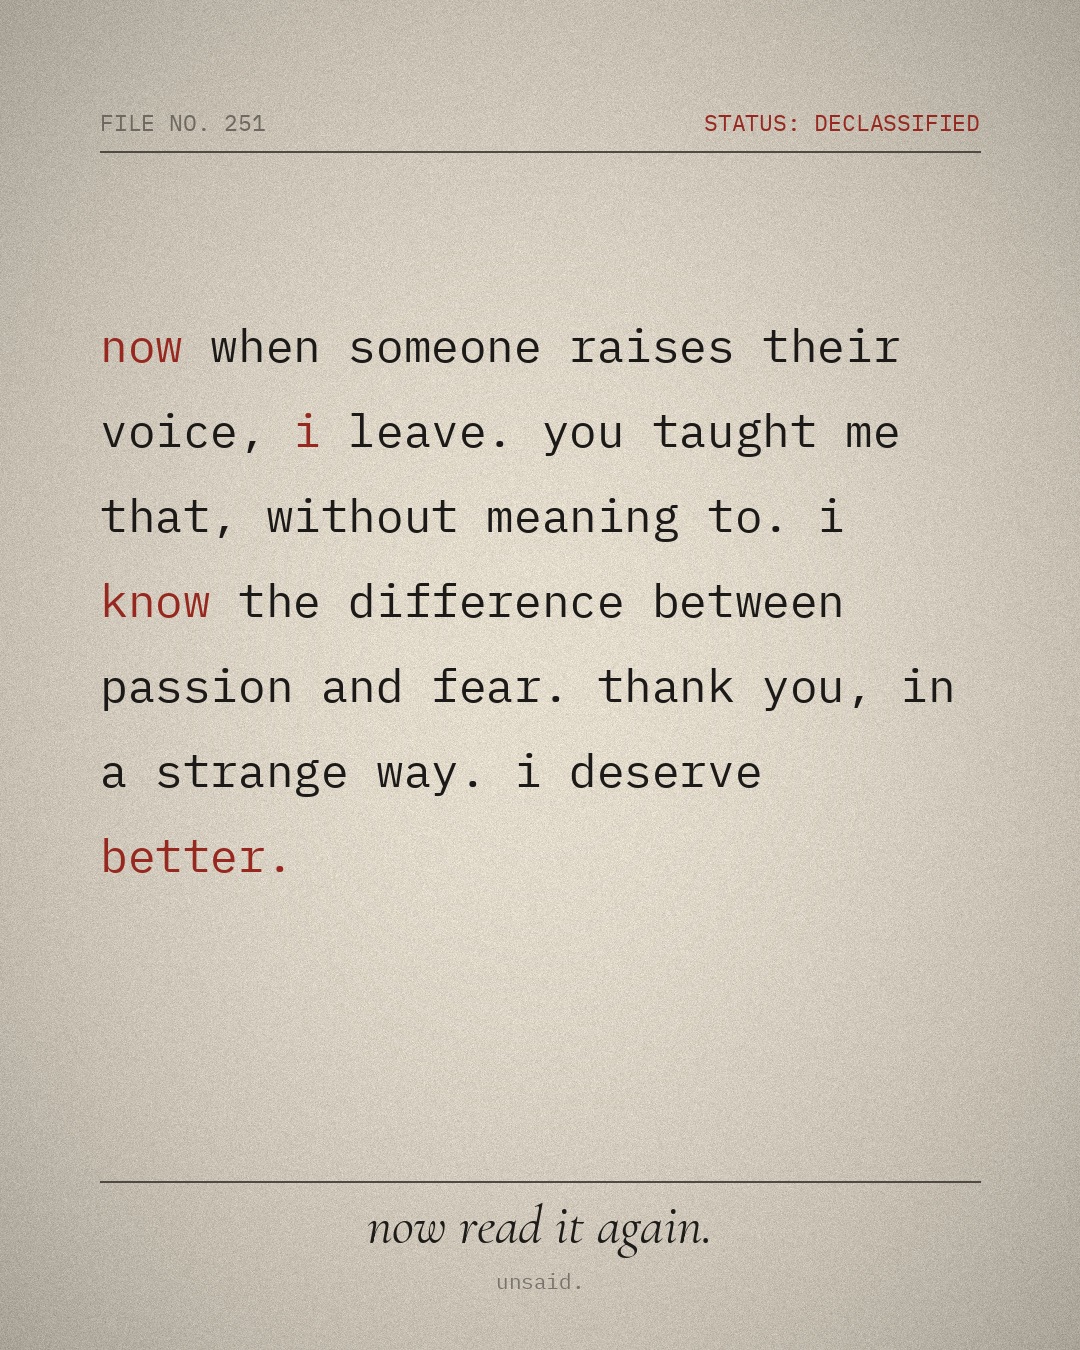 FILE NO. 251
STATUS: DECLASSIFIED
now when someone raises their
voice, i leave. you taught me
that, without meaning to. i
know the difference between
passion and fear. thank you, in
a strange way. i deserve
better.
now read it again.
unsaid.